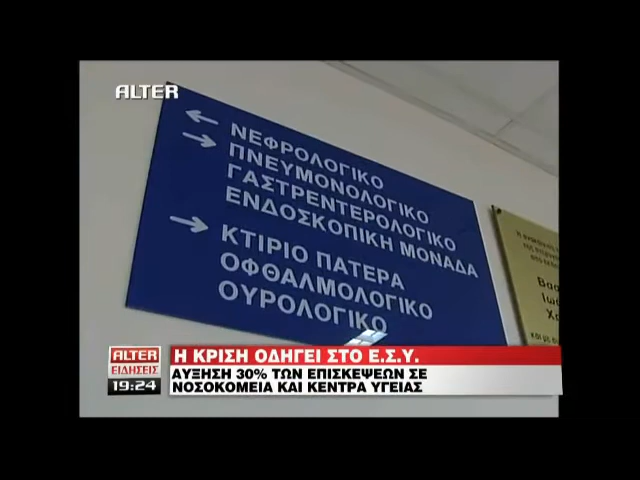 ALTER
ΝΕΦΡΟΛΟΓΙΚΟ
ΠΝΕΥΜΟΝΟΛΟΓΙΚΟ
ΓΑΣΤΡΕΝΤΕΡΟΛΟΓΙΚΟ
ΕΝΔΟΣΚΟΠΙΚΗ ΜΟΝΑΔΑ
ΚΤΙΡΙΟ ΠΑΤΕΡΑ
ΟΦΘΑΛΜΟΛΟΓΙΚΟ
ΟΥΡΟΛΟΓΙΚΟ
ALTER
ΕΙΔΗΣΕΙΣ
19:24
Η ΚΡΙΣΗ ΟΔΗΓΕΙ ΣΤΟ Ε.Σ.Υ.
ΑΥΞΗΣΗ 30% ΤΩΝ ΕΠΙΣΚΕΨΕΩΝ ΣΕ
ΝΟΣΟΚΟΜΕΙΑ ΚΑΙ ΚΕΝΤΡΑ ΥΓΕΙΑΣ